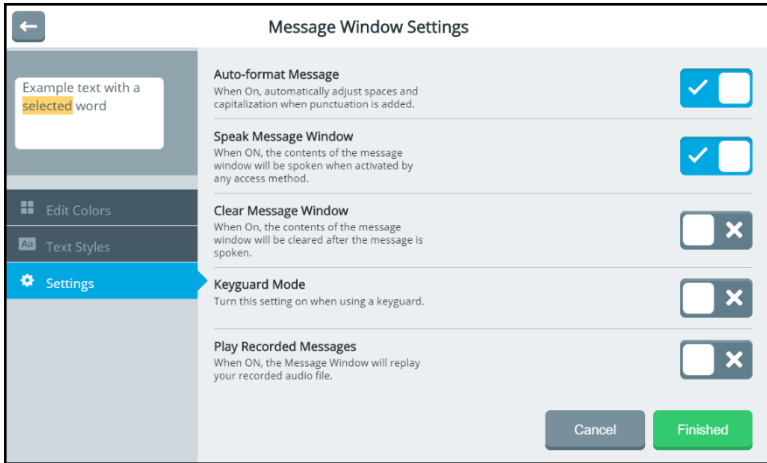 Message Window Settings
Example text with a
selected word
Edit Colors
Aa Text Styles
Settings
Auto-format Message
When On, automatically adjust spaces and
capitalization when punctuation is added.
Speak Message Window
When ON, the contents of the message
window will be spoken when activated by
any access method.
Clear Message Window
When On, the contents of the message
window will be cleared after the message is
spoken.
Keyguard Mode
Turn this setting on when using a keyguard.
Play Recorded Messages
When ON, the Message Window will replay
your recorded audio file.
Cancel
Finished